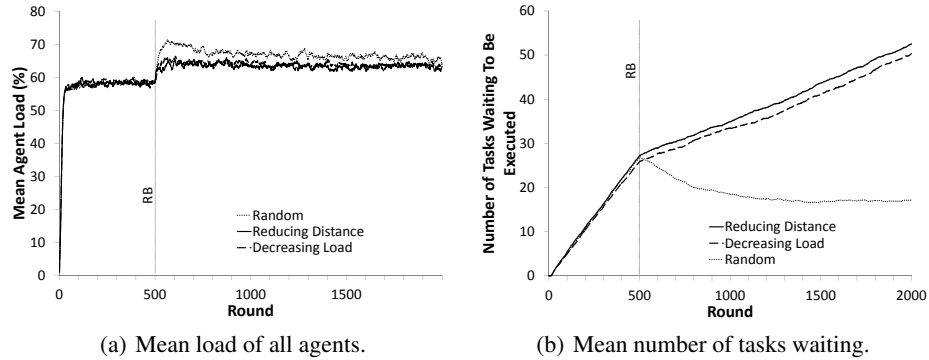 80
70
60
50
40
30
20
10
0
Mean Agent Load (%)
RB
Random
Reducing Distance
Decreasing Load
0 500 1000 1500
Round
(a) Mean load of all agents.
60
50
40
30
20
10
0
Number of Tasks Waiting To Be
Executed
RB
Reducing Distance
Decreasing Load
Random
0 500 1000 1500 2000
Round
(b) Mean number of tasks waiting.